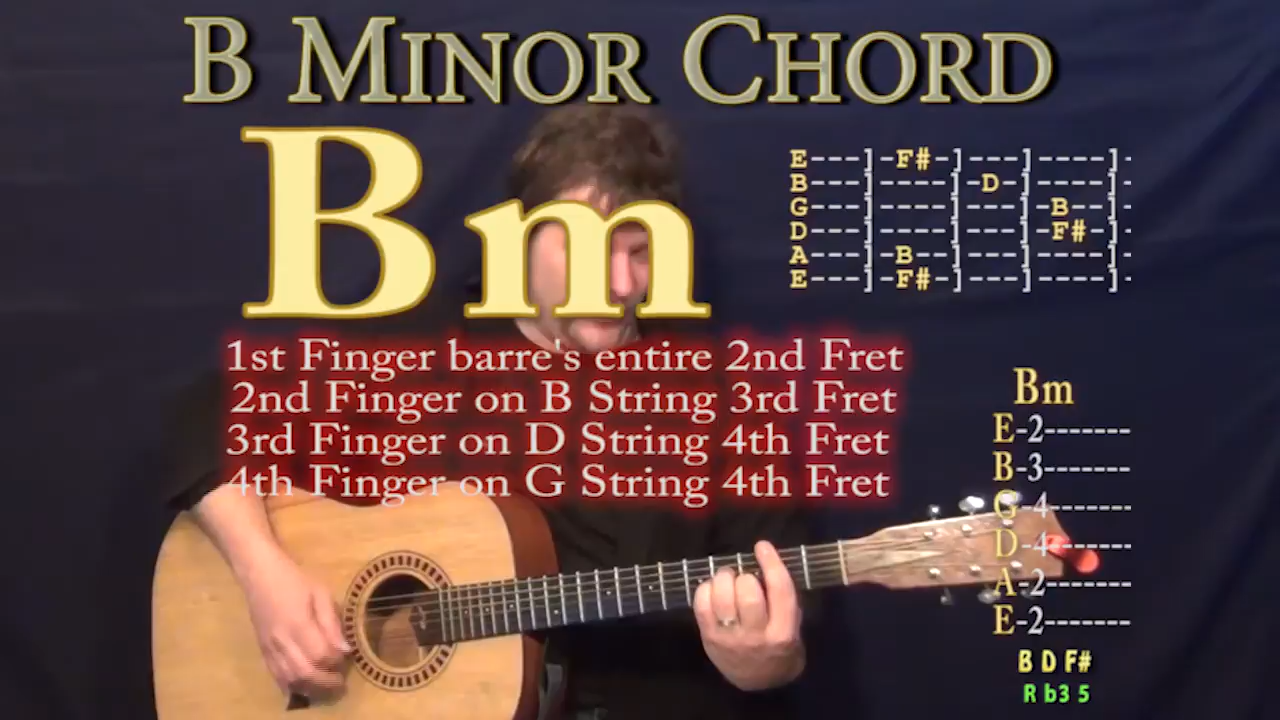 B MINOR CHORD
Bm
E---]-F#-]---]----]-
B---]----]-D-]----]-
G---]----]---]-B--]-
D---]----]---]-F#-]-
A---]-B--]---]----]-
E---]-F#-]---]----]-
1st Finger barre's entire 2nd Fret
2nd Finger on B String 3rd Fret
3rd Finger on D String 4th Fret
4th Finger on G String 4th Fret
Bm
E-2-------
B-3-------
G-4-------
D-4-------
A-2-------
E-2-------
B D F#
R b3 5